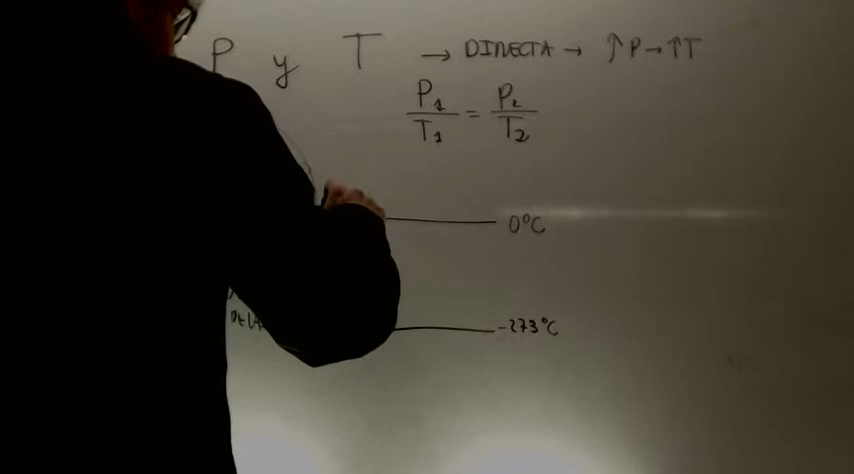 P y T → DIRECTA → ↑P→↑T
P1/T1 = P2/T2
0°C
-273°C